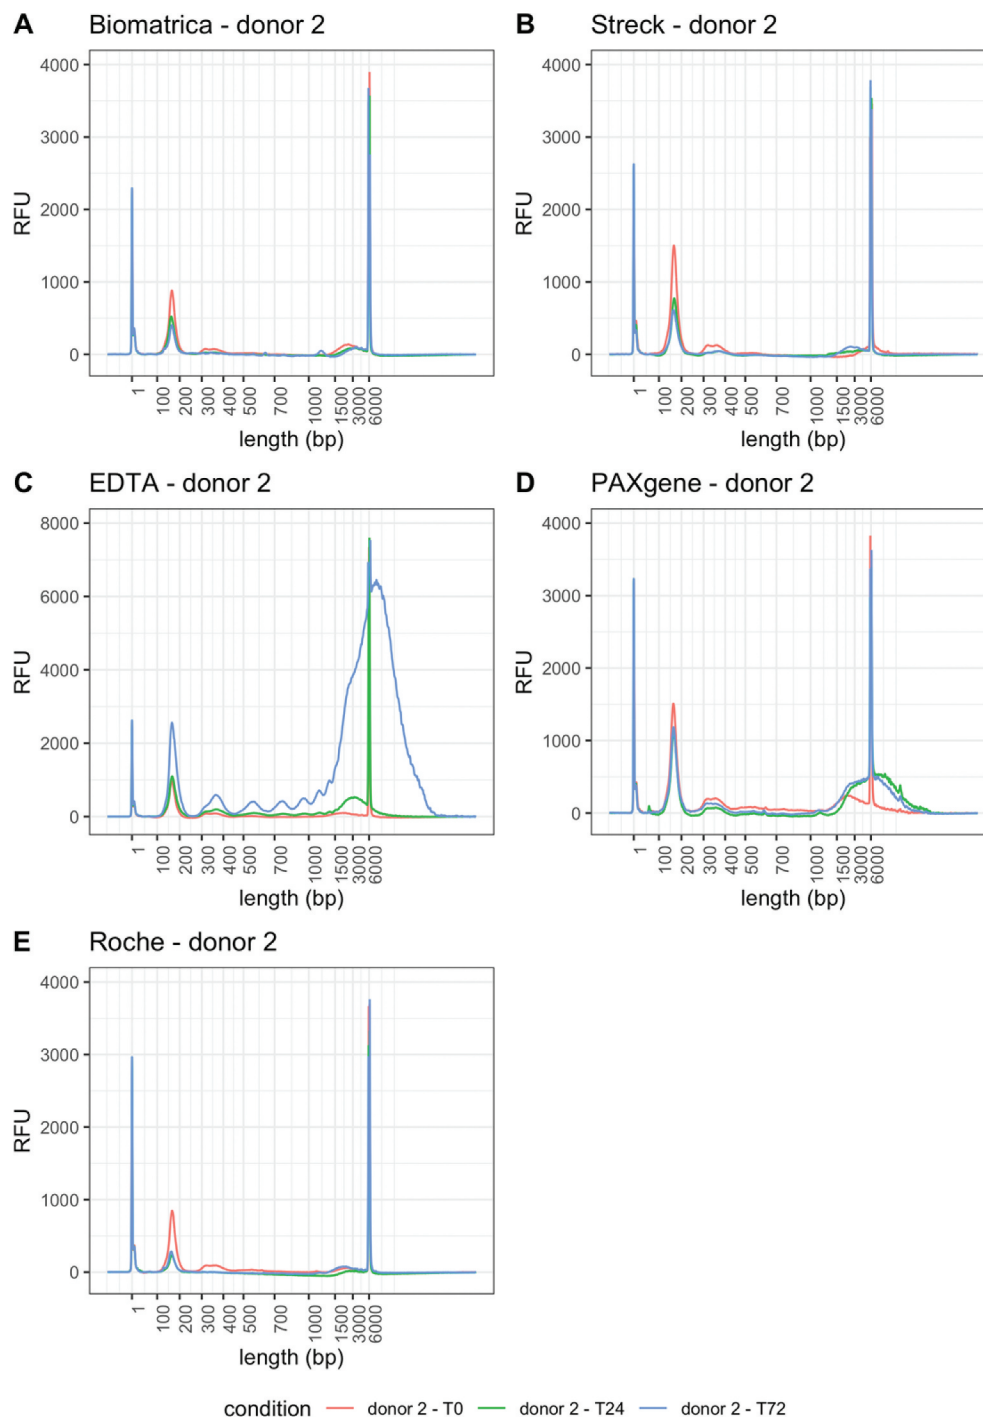 A Biomatrica - donor 2
4000
3000
2000
1000
0
RFU
1 100 200 300 400 500 700 1000 1500 3000 6000
length (bp)
B Streck - donor 2
4000
3000
2000
1000
0
RFU
1 100 200 300 400 500 700 1000 1500 3000 6000
length (bp)
C EDTA - donor 2
8000
6000
4000
2000
0
RFU
1 100 200 300 400 500 700 1000 1500 3000 6000
length (bp)
D PAXgene - donor 2
4000
3000
2000
1000
0
RFU
1 100 200 300 400 500 700 1000 1500 3000 6000
length (bp)
E Roche - donor 2
4000
3000
2000
1000
0
RFU
1 100 200 300 400 500 700 1000 1500 3000 6000
length (bp)
condition donor 2 - T0 donor 2 - T24 donor 2 - T72